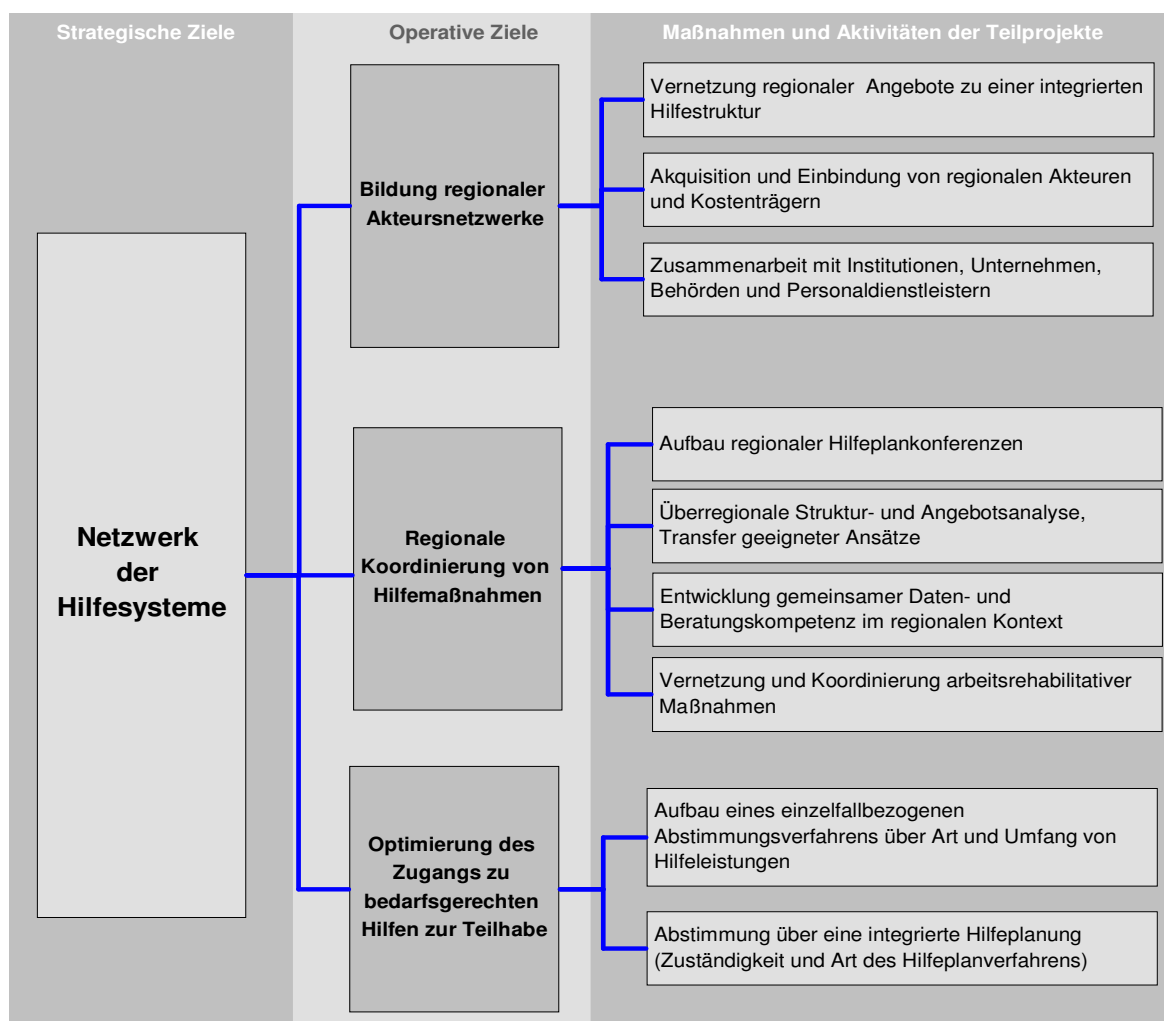 Strategische Ziele
Operative Ziele
Maßnahmen und Aktivitäten der Teilprojekte
Netzwerk
der
Hilfesysteme
Bildung regionaler
Akteursnetzwerke
Vernetzung regionaler Angebote zu einer integrierten
Hilfestruktur
Akquisition und Einbindung von regionalen Akteuren
und Kostenträgern
Zusammenarbeit mit Institutionen, Unternehmen,
Behörden und Personaldienstleistern
Regionale
Koordinierung von
Hilfemaßnahmen
Aufbau regionaler Hilfeplankonferenzen
Überregionale Struktur- und Angebotsanalyse,
Transfer geeigneter Ansätze
Entwicklung gemeinsamer Daten- und
Beratungskompetenz im regionalen Kontext
Vernetzung und Koordinierung arbeitsrehabilitativer
Maßnahmen
Optimierung des
Zugangs zu
bedarfsgerechten
Hilfen zur Teilhabe
Aufbau eines einzelfallbezogenen
Abstimmungsverfahrens über Art und Umfang von
Hilfeleistungen
Abstimmung über eine integrierte Hilfeplanung
(Zuständigkeit und Art des Hilfeplanverfahrens)